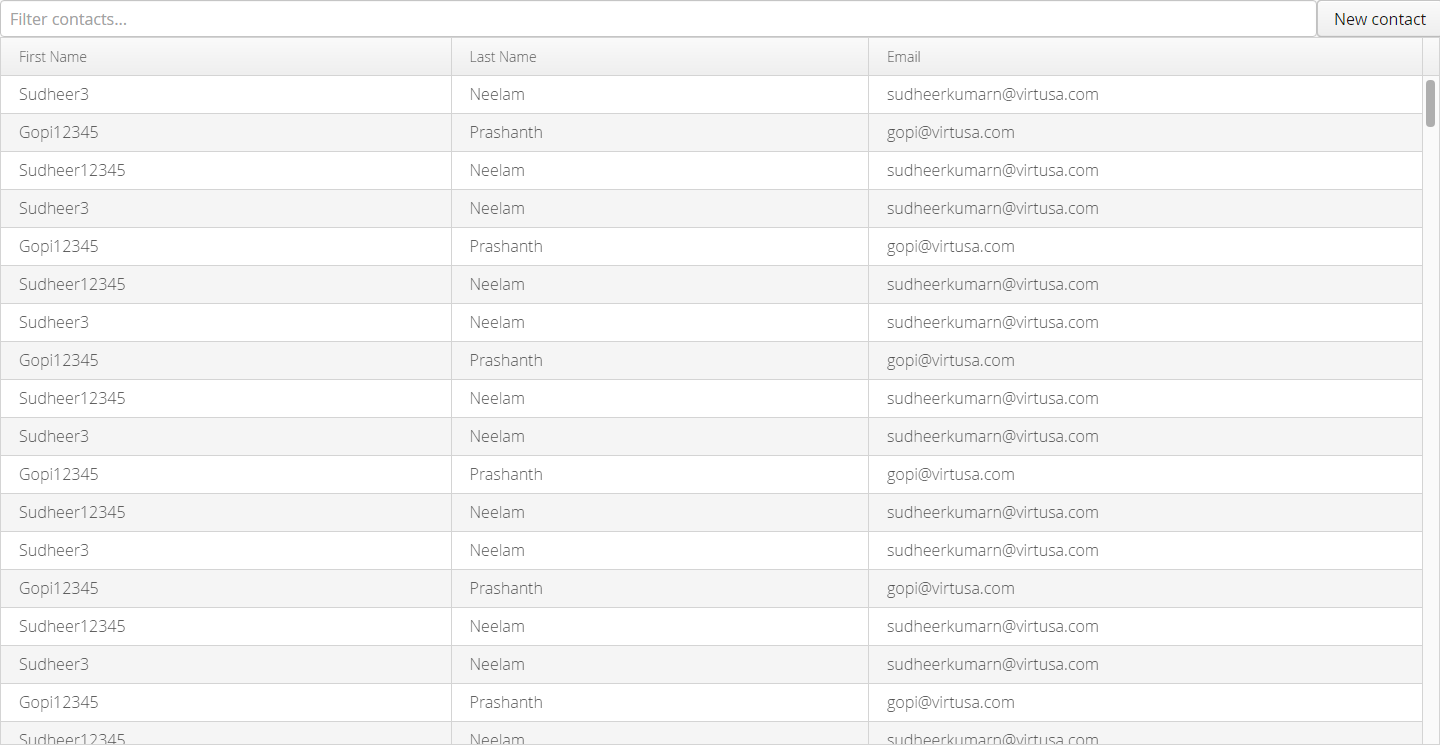 Filter contacts... New contact
First Name Last Name Email
Sudheer3 Neelam sudheerkumarn@virtusa.com
Gopi12345 Prashanth gopi@virtusa.com
Sudheer12345 Neelam sudheerkumarn@virtusa.com
Sudheer3 Neelam sudheerkumarn@virtusa.com
Gopi12345 Prashanth gopi@virtusa.com
Sudheer12345 Neelam sudheerkumarn@virtusa.com
Sudheer3 Neelam sudheerkumarn@virtusa.com
Gopi12345 Prashanth gopi@virtusa.com
Sudheer12345 Neelam sudheerkumarn@virtusa.com
Sudheer3 Neelam sudheerkumarn@virtusa.com
Gopi12345 Prashanth gopi@virtusa.com
Sudheer12345 Neelam sudheerkumarn@virtusa.com
Sudheer3 Neelam sudheerkumarn@virtusa.com
Gopi12345 Prashanth gopi@virtusa.com
Sudheer12345 Neelam sudheerkumarn@virtusa.com
Sudheer3 Neelam sudheerkumarn@virtusa.com
Gopi12345 Prashanth gopi@virtusa.com
Sudheer12345 Neelam sudheerkumarn@virtusa.com